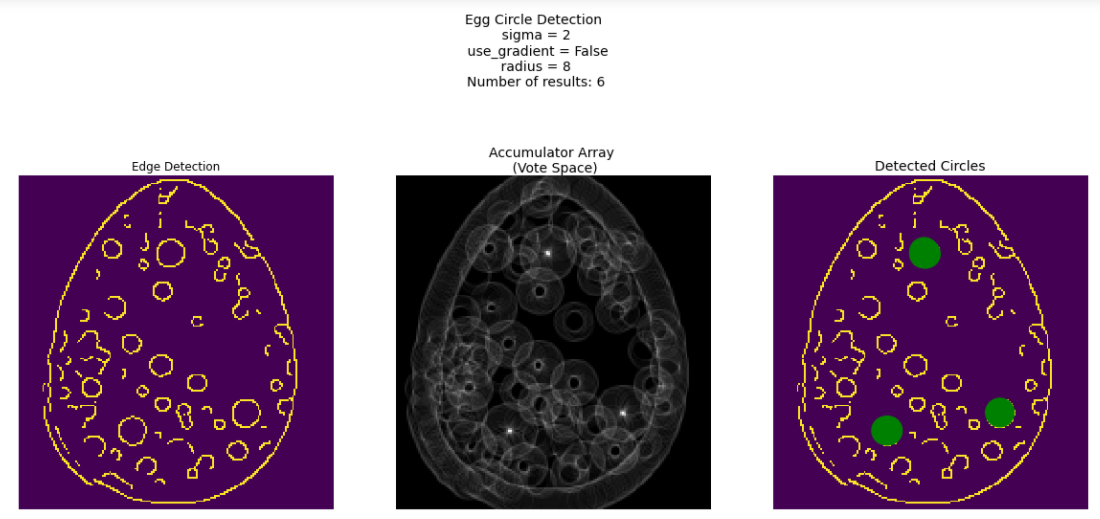 Egg Circle Detection
sigma = 2
use_gradient = False
radius = 8
Number of results: 6
Edge Detection
Accumulator Array
(Vote Space)
Detected Circles